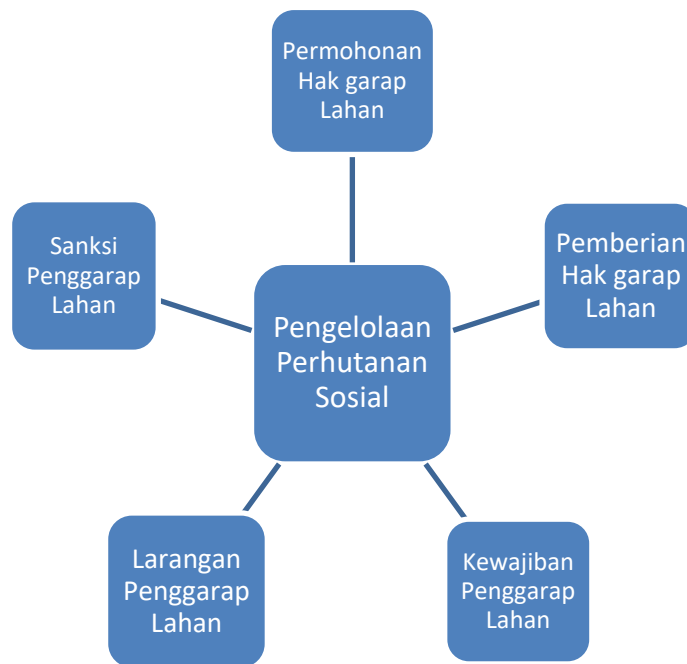 Permohonan
Hak garap
Lahan
Sanksi
Penggarap
Lahan
Pemberian
Hak garap
Lahan
Pengelolaan
Perhutanan
Sosial
Larangan
Penggarap
Lahan
Kewajiban
Penggarap
Lahan